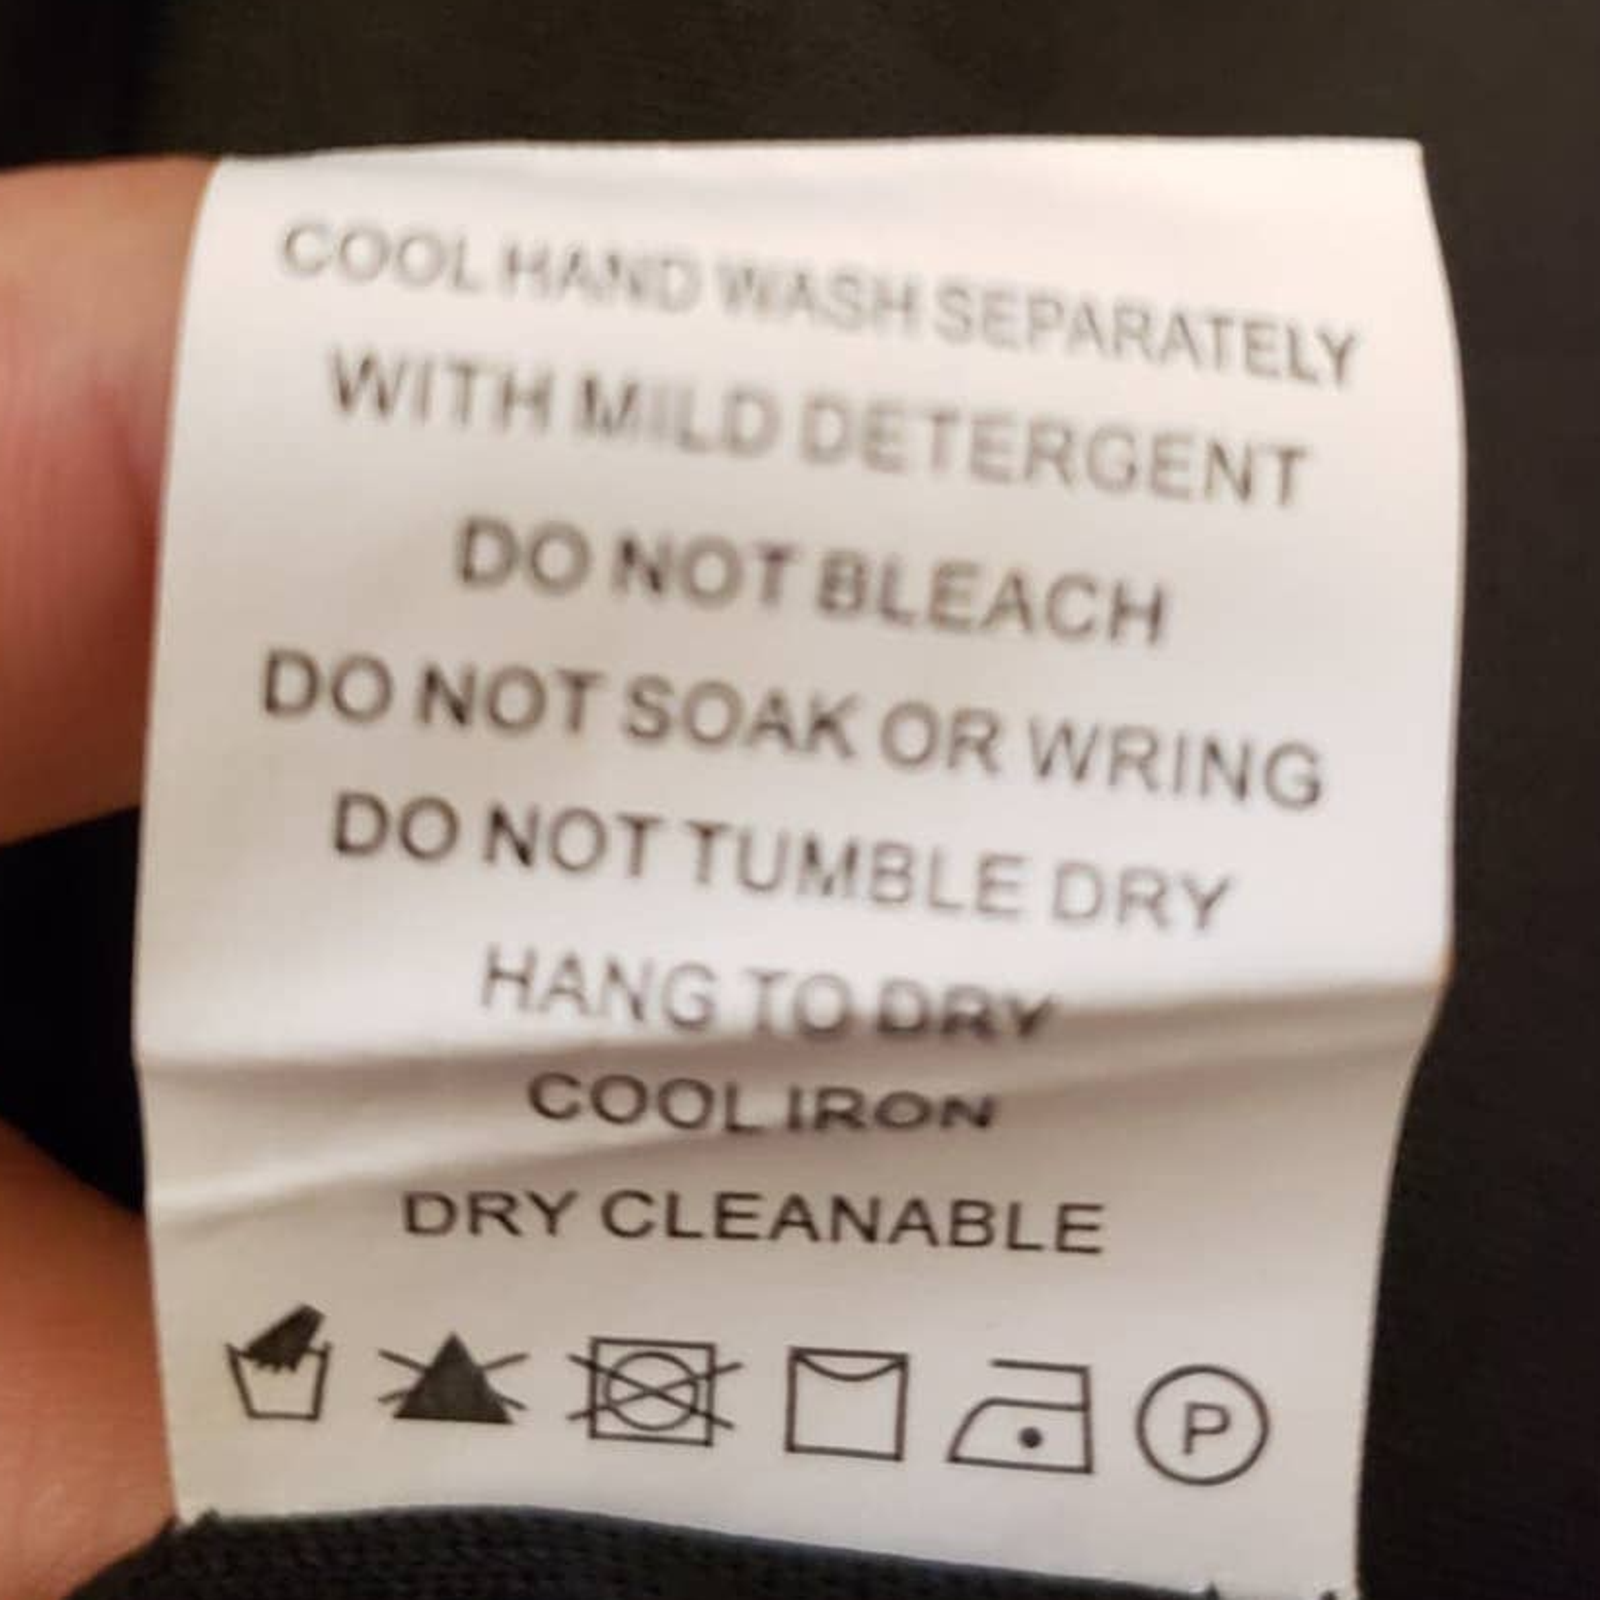 COOL HAND WASH SEPARATELY
WITH MILD DETERGENT
DO NOT BLEACH
DO NOT SOAK OR WRING
DO NOT TUMBLE DRY
HANG TO DRY
COOL IRON
DRY CLEANABLE
P